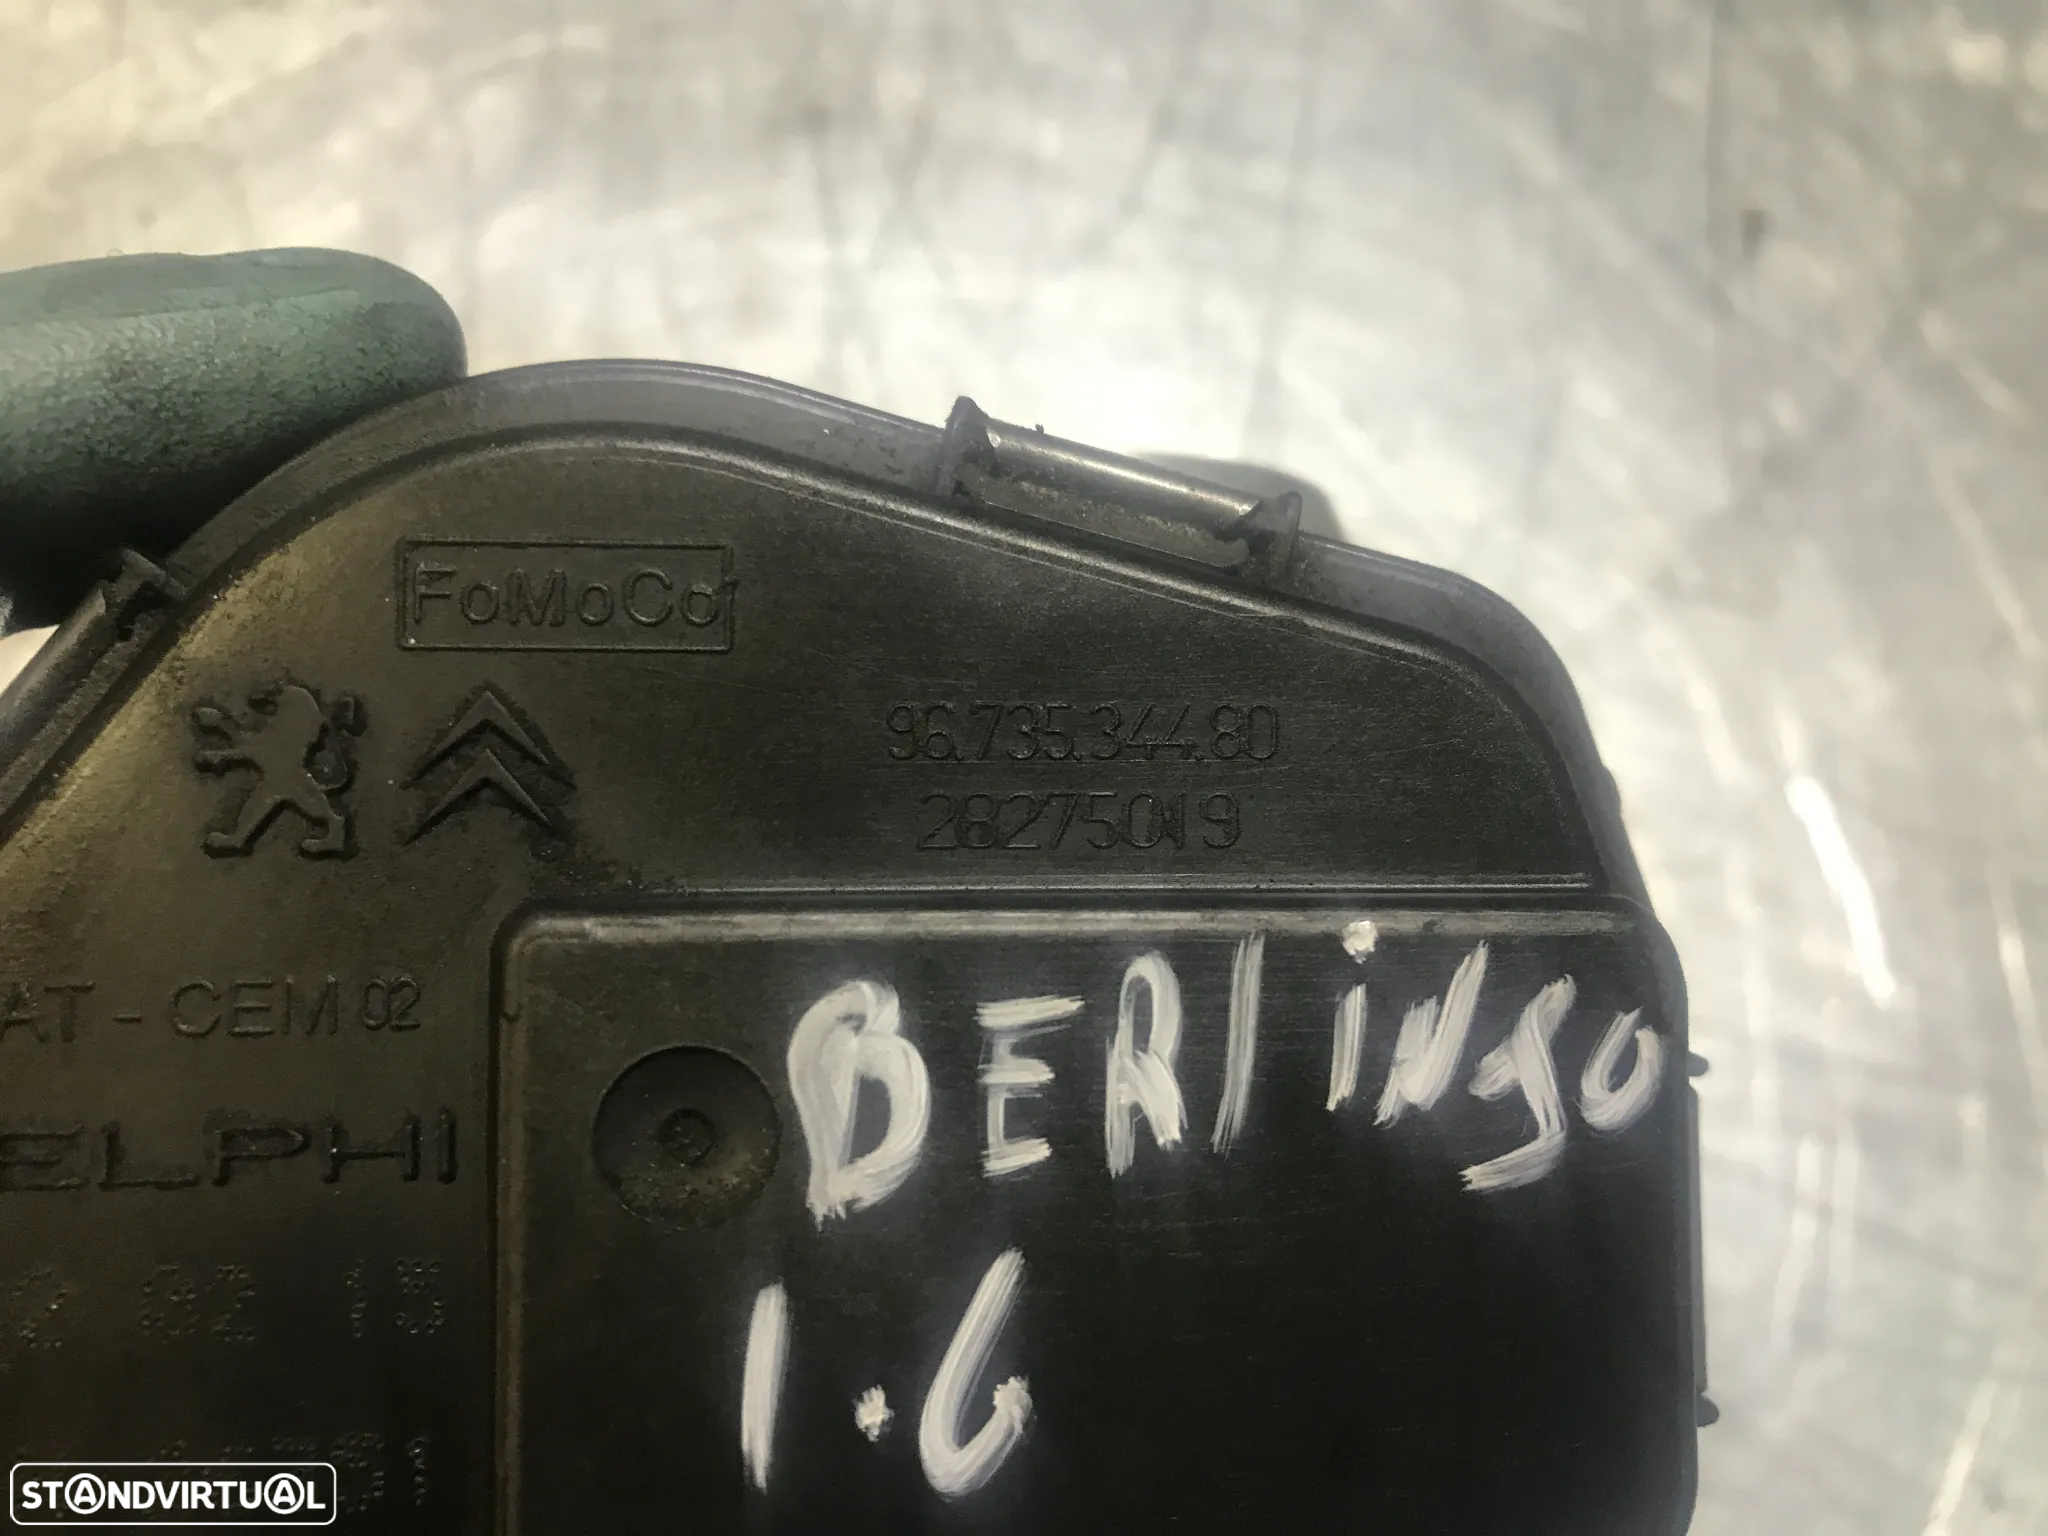 FoMoCo
96.735.344.80
28275019
AT - CEM 02
ELPHI
BERLINGO
1.6
STANDVIRTUAL